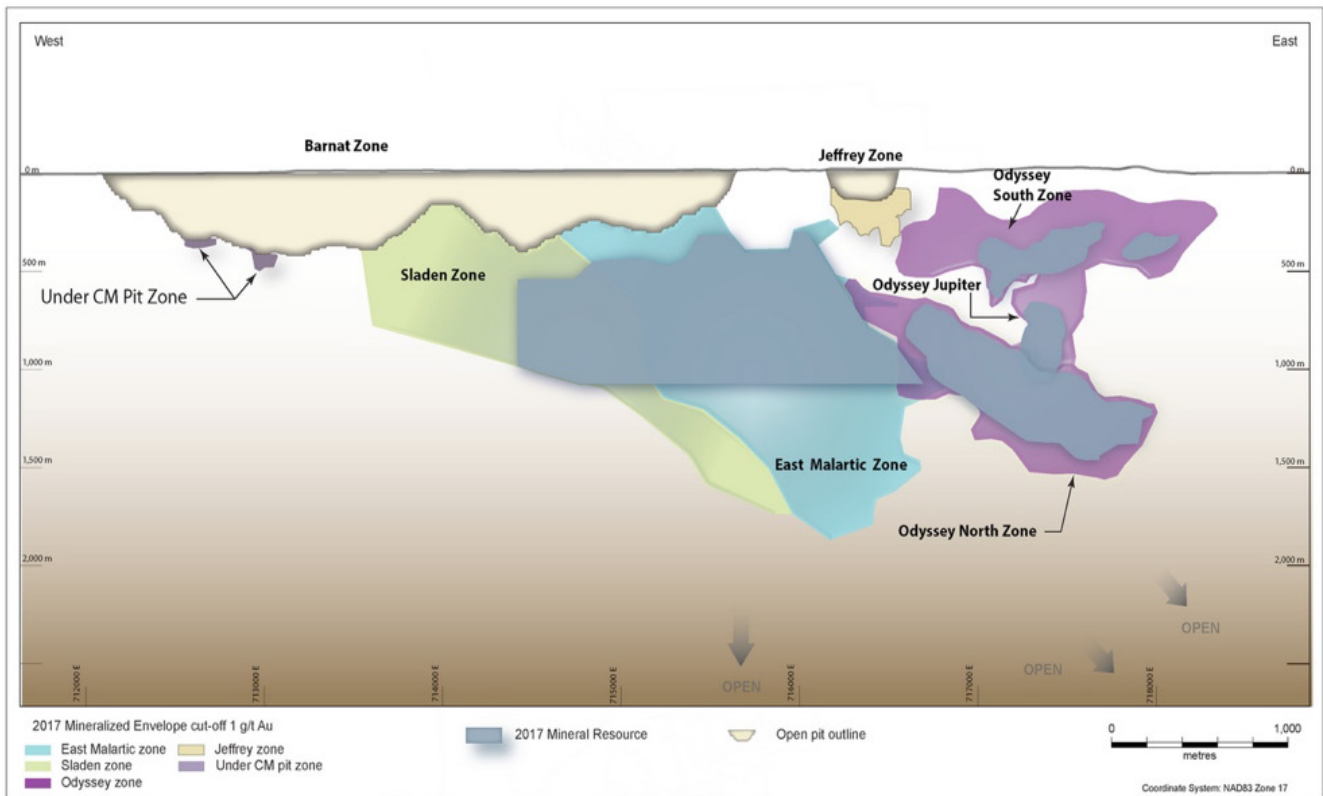 West
East
Barnat Zone
Jeffrey Zone
0 m
0 m
Odyssey
South Zone
Sladen Zone
500 m
500 m
Under CM Pit Zone
Odyssey Jupiter
1,000 m
1,000 m
1,500 m
1,500 m
East Malartic Zone
Odyssey North Zone
2,000 m
2,000 m
OPEN
OPEN
OPEN
712000 E
713000 E
714000 E
715000 E
716000 E
717000 E
718000 E
2017 Mineralized Envelope cut-off 1 g/t Au
East Malartic zone
Jeffrey zone
Sladen zone
Under CM pit zone
Odyssey zone
2017 Mineral Resource
Open pit outline
0
1,000
metres
Coordinate System: NAD83 Zone 17